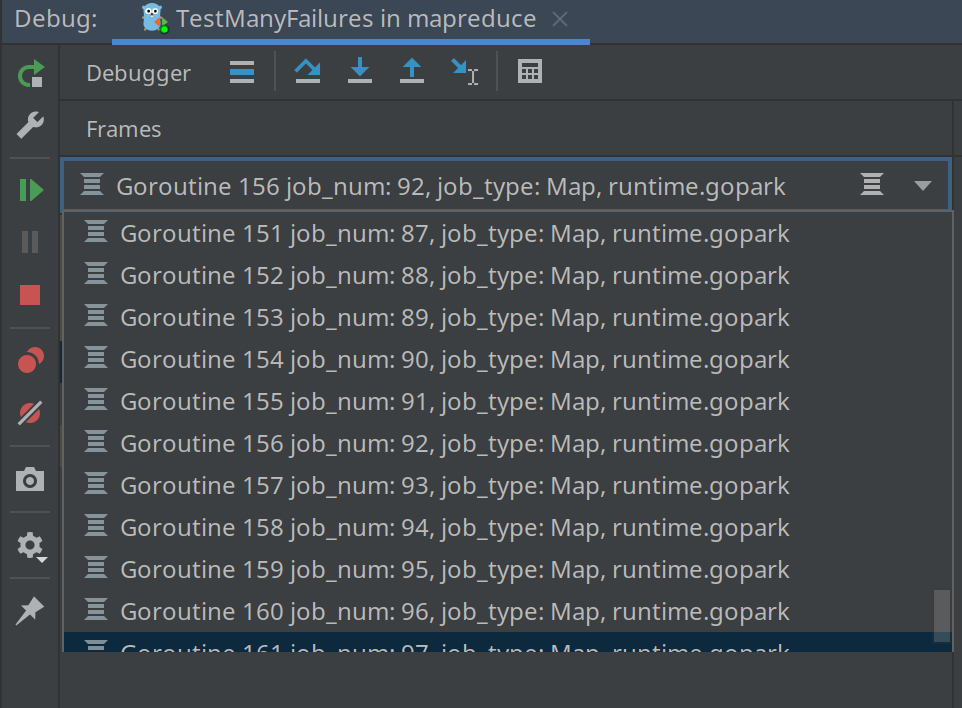 Debug: TestManyFailures in mapreduce
Debugger
Frames
Goroutine 156 job_num: 92, job_type: Map, runtime.gopark
Goroutine 151 job_num: 87, job_type: Map, runtime.gopark
Goroutine 152 job_num: 88, job_type: Map, runtime.gopark
Goroutine 153 job_num: 89, job_type: Map, runtime.gopark
Goroutine 154 job_num: 90, job_type: Map, runtime.gopark
Goroutine 155 job_num: 91, job_type: Map, runtime.gopark
Goroutine 156 job_num: 92, job_type: Map, runtime.gopark
Goroutine 157 job_num: 93, job_type: Map, runtime.gopark
Goroutine 158 job_num: 94, job_type: Map, runtime.gopark
Goroutine 159 job_num: 95, job_type: Map, runtime.gopark
Goroutine 160 job_num: 96, job_type: Map, runtime.gopark
Goroutine 161 job_num: 97, job_type: Map, runtime.gopark